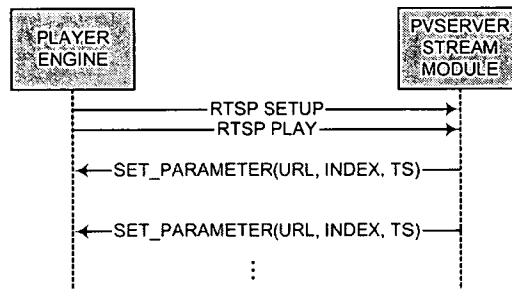 PLAYER
ENGINE
PVSERVER
STREAM
MODULE
RTSP SETUP
RTSP PLAY
SET_PARAMETER(URL, INDEX, TS)
SET_PARAMETER(URL, INDEX, TS)